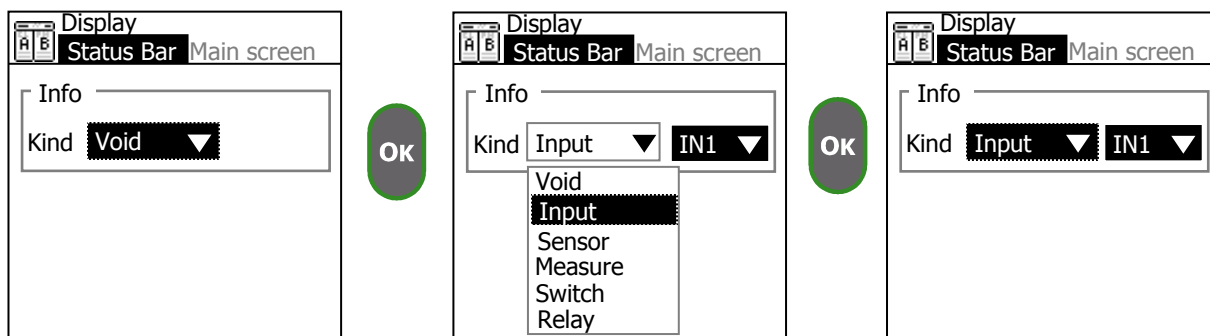 Display
A B
Status Bar Main screen
Info
Kind Void
OK
Display
A B
Status Bar Main screen
Info
Kind Input IN1
Void
Input
Sensor
Measure
Switch
Relay
OK
Display
A B
Status Bar Main screen
Info
Kind Input IN1